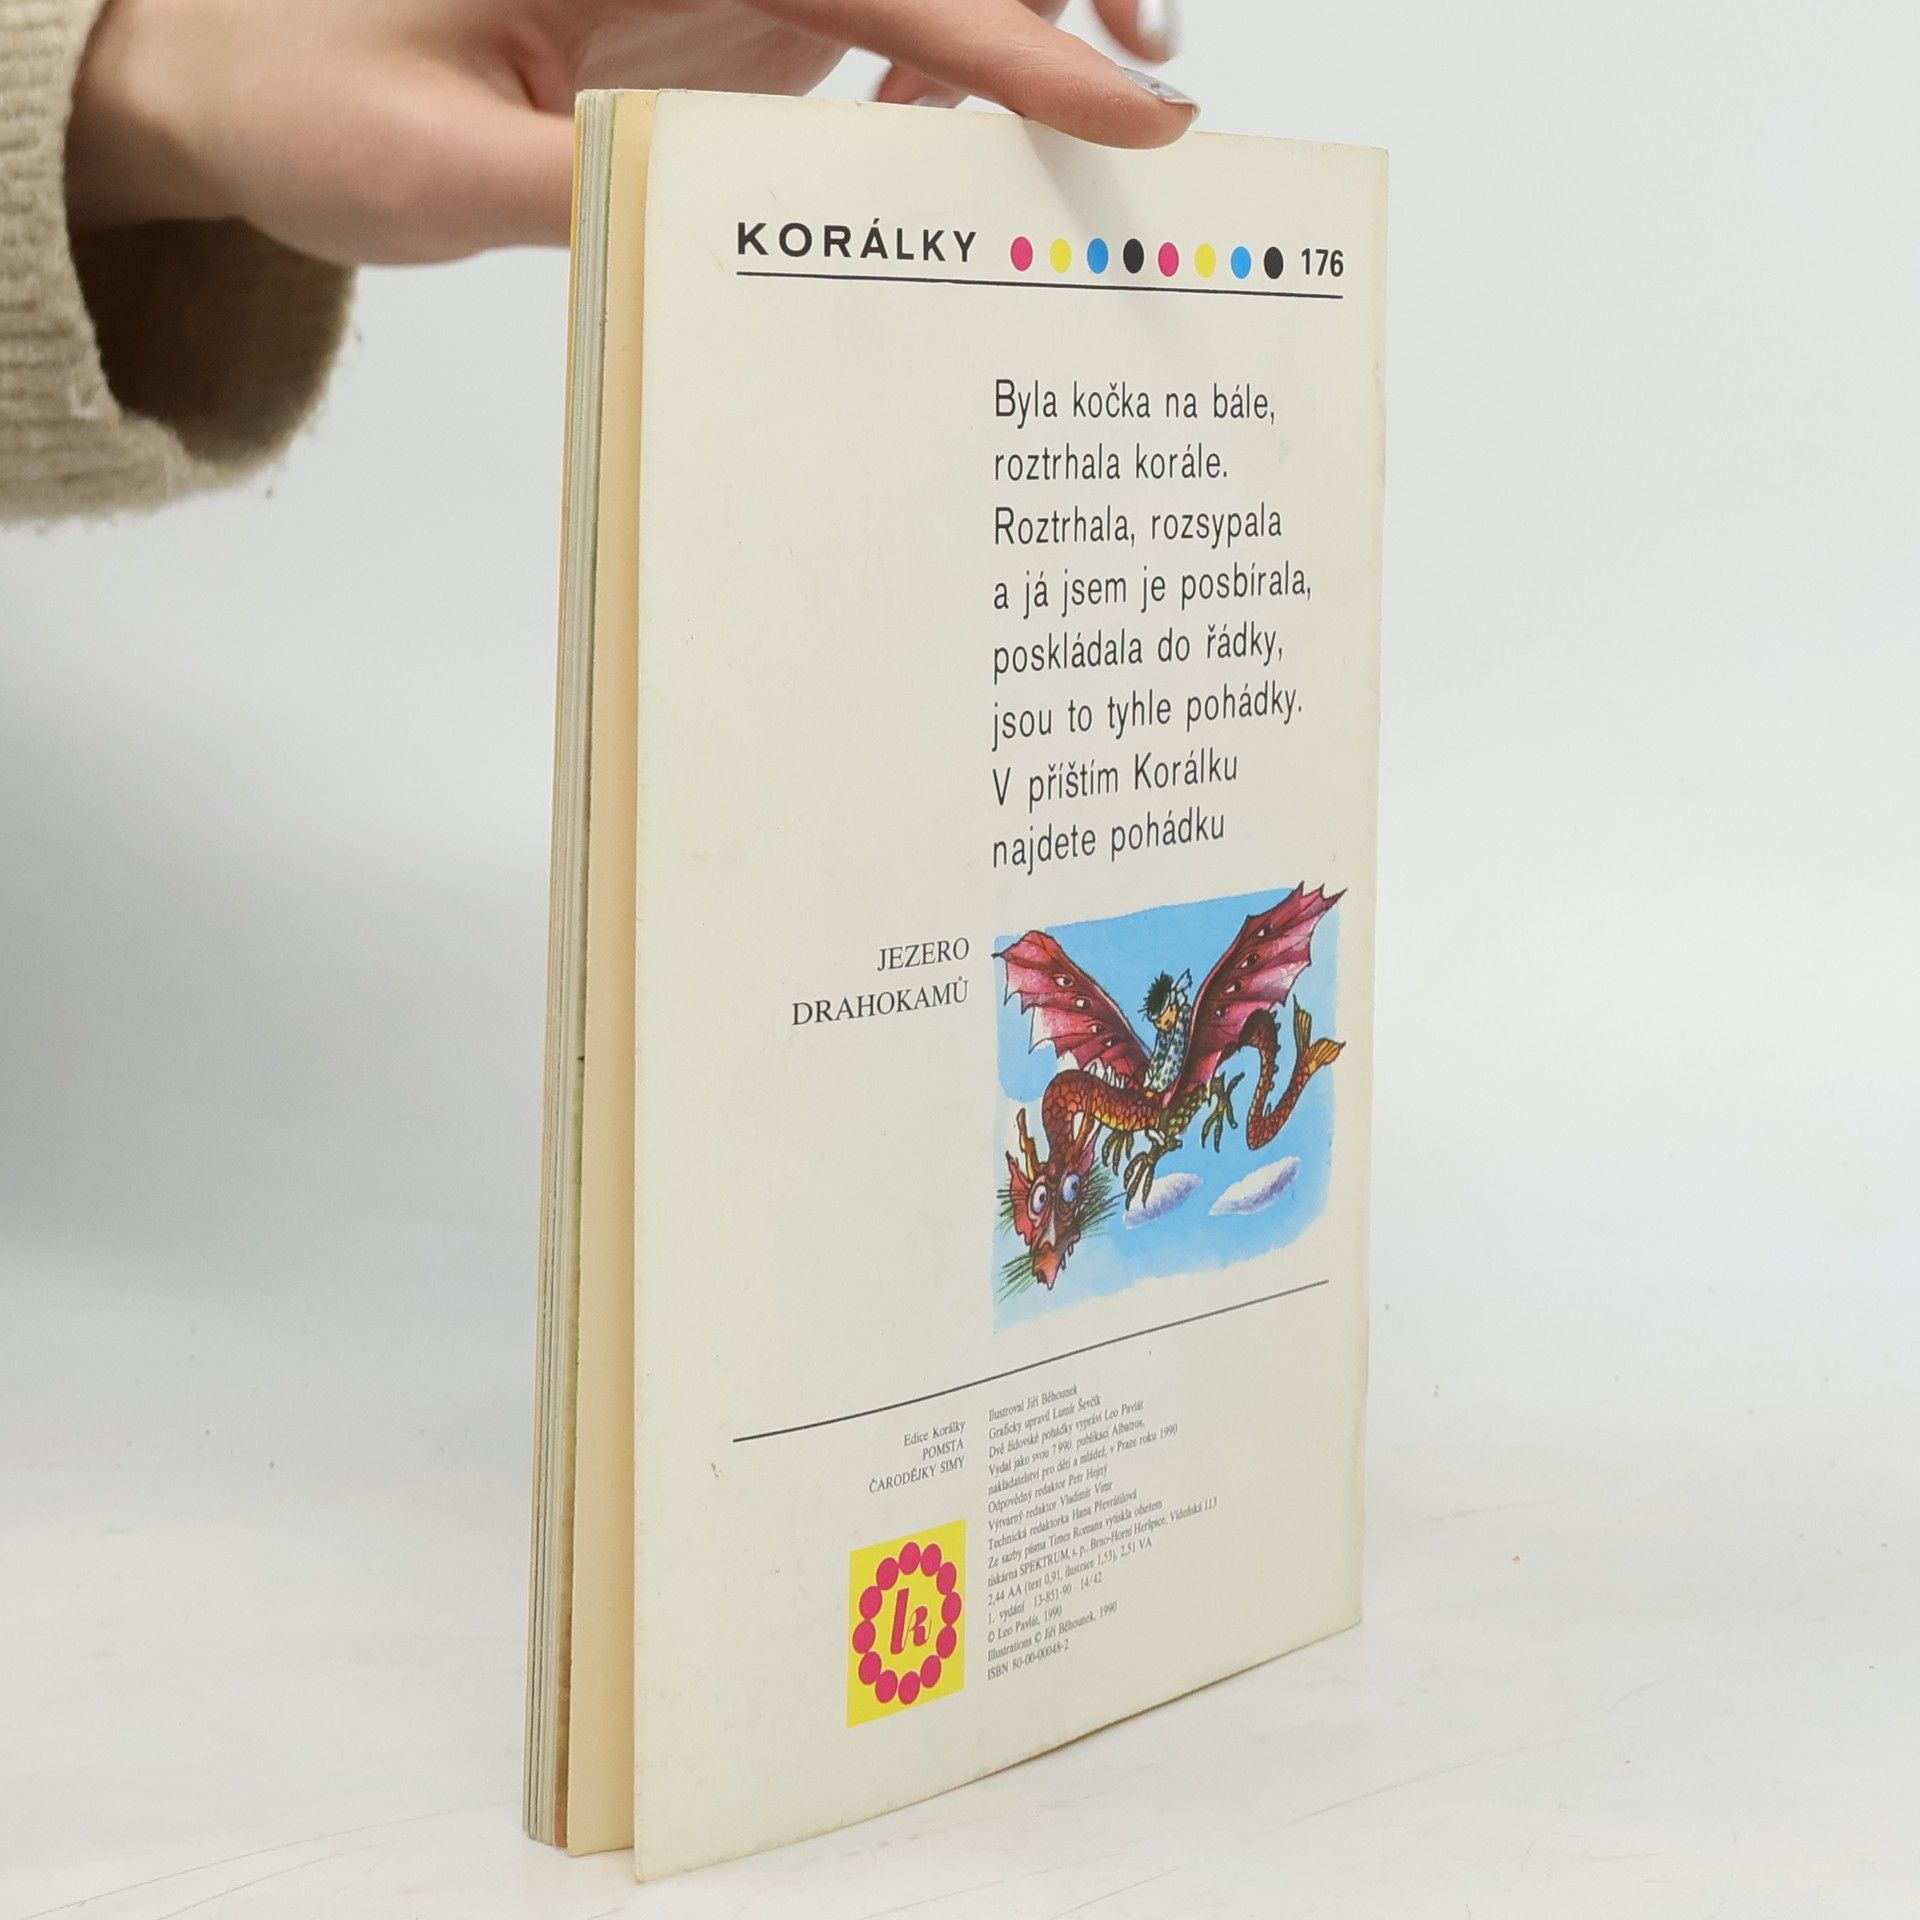 KORÁLKY 176
Byla kočka na bále,
roztrhala korále.
Roztrhala, rozsypala
a já jsem je posbírala,
poskládala do řádky,
jsou to tyhle pohádky.
V příštím Korálku
najdete pohádku
JEZERO
DRAHOKAMŮ
Edice Korálky
POMSTA
ČARODĚJKY SIMY
k
Ilustroval Jiří Běhounek
Graficky upravil Lumír Ševčík
Dvě židovské pohádky vypráví Leo Pavlát
Vydal jako svou 7 990. publikaci Albatros,
nakladatelství pro děti a mládež, v Praze roku 1990
Odpovědný redaktor Petr Hejný
Výtvarný redaktor Vladimír Vimr
Technická redaktorka Hana Převrátilová
Ze sazby písma Times Romans vytiskla ofsetem
tiskárna SPEKTRUM, s. p., Brno-Horní Heršpice, Vídeňská 113
2,44 AA (text 0,91, ilustrace 1,53), 2,51 VA
1. vydání 13-851-90 14/42
© Leo Pavlát, 1990
Illustrations © Jiří Běhounek, 1990
ISBN 80-00-00048-2